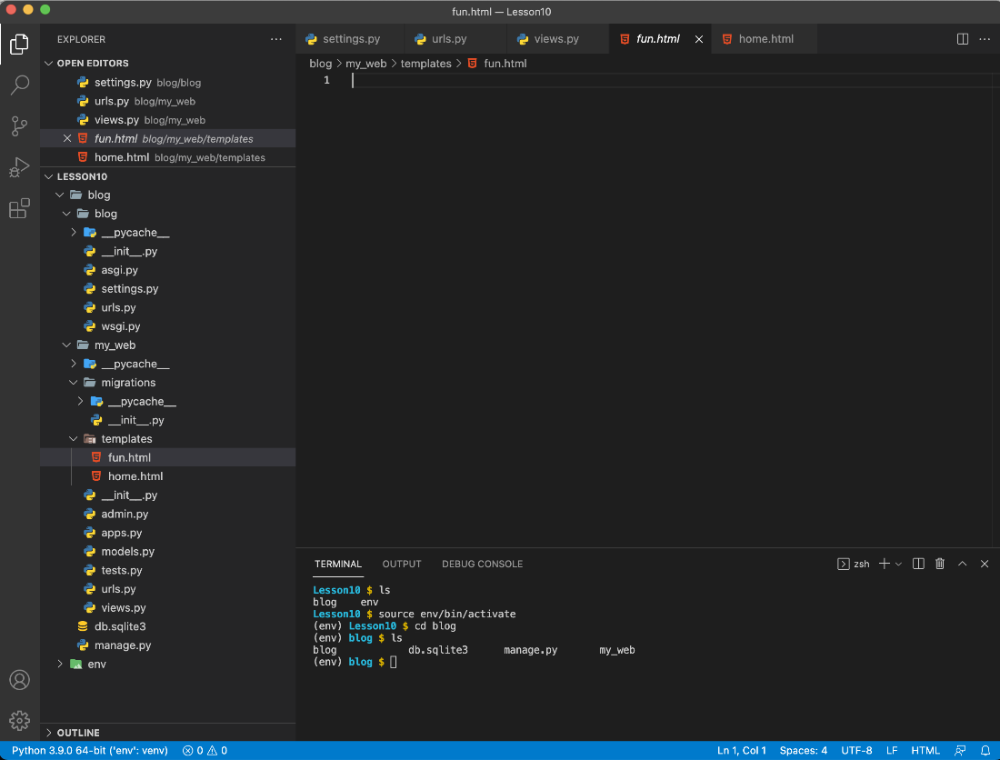 fun.html — Lesson10
EXPLORER
settings.py urls.py views.py fun.html home.html
OPEN EDITORS
settings.py blog/blog
urls.py blog/my_web
views.py blog/my_web
fun.html blog/my_web/templates
home.html blog/my_web/templates
LESSON10
blog
blog
__pycache__
__init__.py
asgi.py
settings.py
urls.py
wsgi.py
my_web
__pycache__
migrations
__pycache__
__init__.py
templates
fun.html
home.html
__init__.py
admin.py
apps.py
models.py
tests.py
urls.py
views.py
db.sqlite3
manage.py
env
OUTLINE
blog > my_web > templates > fun.html
1
TERMINAL OUTPUT DEBUG CONSOLE zsh
Lesson10 $ ls
blog env
Lesson10 $ source env/bin/activate
(env) Lesson10 $ cd blog
(env) blog $ ls
blog db.sqlite3 manage.py my_web
(env) blog $
Python 3.9.0 64-bit ('env': venv) 0 0 Ln 1, Col 1 Spaces: 4 UTF-8 LF HTML